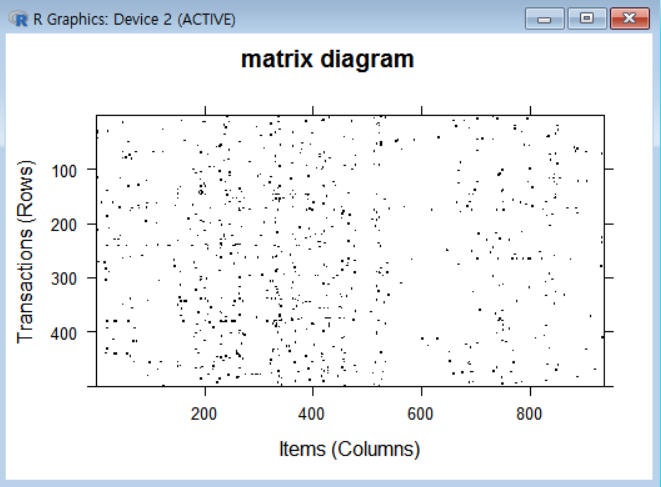 R Graphics: Device 2 (ACTIVE)
matrix diagram
Transactions (Rows)
100
200
300
400
200 400 600 800
Items (Columns)